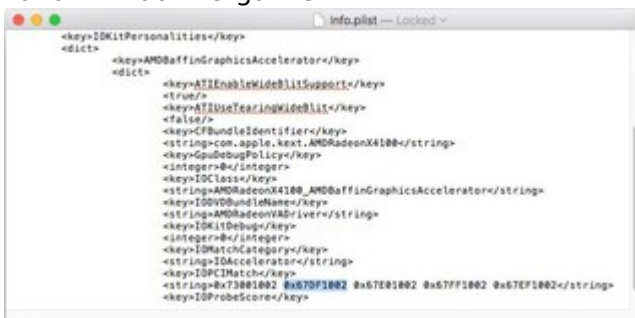 Info.plist — Locked
<key>IOKitPersonalities</key>
<dict>
<key>AMDBaffinGraphicsAccelerator</key>
<dict>
<key>ATIEnableWideBlitSupport</key>
<true/>
<key>ATIUseTearingWideBlit</key>
<false/>
<key>CFBundleIdentifier</key>
<string>com.apple.kext.AMDRadeonX4100</string>
<key>GpuDebugPolicy</key>
<integer>0</integer>
<key>IOClass</key>
<string>AMDRadeonX4100_AMDBaffinGraphicsAccelerator</string>
<key>IODVDBundleName</key>
<string>AMDRadeonVADriver</string>
<key>IOKitDebug</key>
<integer>0</integer>
<key>IOMatchCategory</key>
<string>IOAccelerator</string>
<key>IOPCIMatch</key>
<string>0x73001002 0x67DF1002 0x67E01002 0x67FF1002 0x67EF1002</string>
<key>IOProbeScore</key>